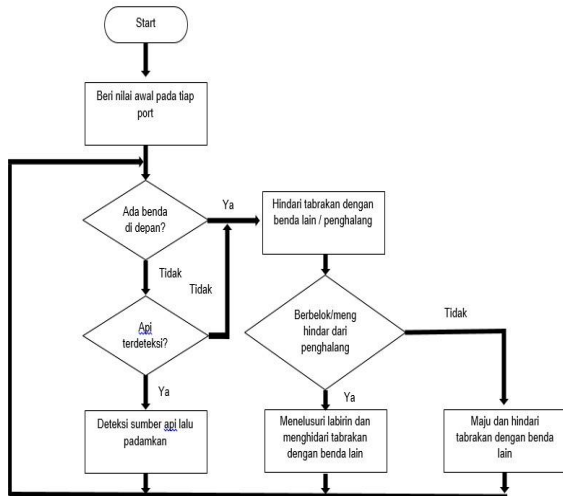 Start
Beri nilai awal pada tiap
port
Ada benda
di depan?
Ya
Hindari tabrakan dengan
benda lain / penghalang
Tidak
Tidak
Api
terdeteksi?
Berbelok/meng
hindar dari
penghalang
Tidak
Ya
Ya
Deteksi sumber api lalu
padamkan
Menelusuri labirin dan
menghidari tabrakan
dengan benda lain
Maju dan hindari
tabrakan dengan benda
lain